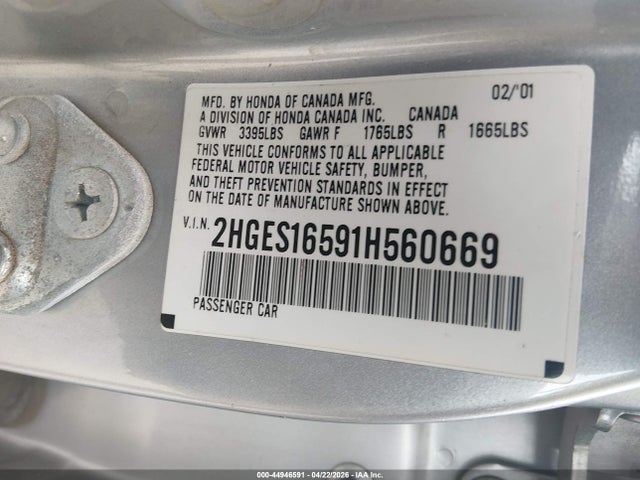 MFD. BY HONDA OF CANADA MFG. 02/'01
A DIVISION OF HONDA CANADA INC. CANADA
GVWR 3395LBS GAWR F 1765LBS R 1665LBS
THIS VEHICLE CONFORMS TO ALL APPLICABLE
FEDERAL MOTOR VEHICLE SAFETY, BUMPER,
AND THEFT PREVENTION STANDARDS IN EFFECT
ON THE DATE OF MANUFACTURE SHOWN ABOVE.
V.I.N. 2HGES16591H560669
PASSENGER CAR
000-44946591 - 04/22/2026 - IAAI.COM